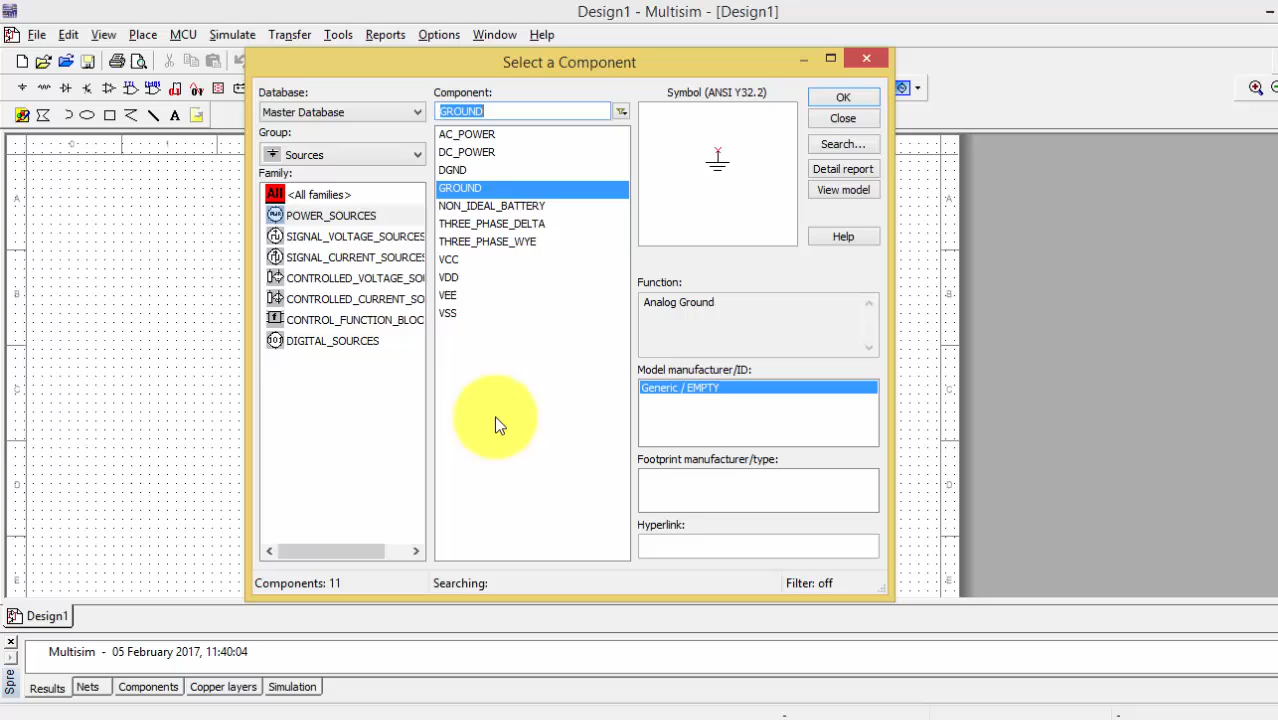 Design1 - Multisim - [Design1]
File Edit View Place MCU Simulate Transfer Tools Reports Options Window Help
Select a Component
Database:
Master Database
Group:
Sources
Family:
All <All families>
POWER_SOURCES
SIGNAL_VOLTAGE_SOURCES
SIGNAL_CURRENT_SOURCES
CONTROLLED_VOLTAGE_SO
CONTROLLED_CURRENT_SO
CONTROL_FUNCTION_BLOC
DIGITAL_SOURCES
Component:
GROUND
AC_POWER
DC_POWER
DGND
GROUND
NON_IDEAL_BATTERY
THREE_PHASE_DELTA
THREE_PHASE_WYE
VCC
VDD
VEE
VSS
Symbol (ANSI Y32.2)
OK
Close
Search...
Detail report
View model
Help
Function:
Analog Ground
Model manufacturer/ID:
Generic / EMPTY
Footprint manufacturer/type:
Hyperlink:
Components: 11 Searching: Filter: off
A
B
C
D
E
A
B
C
D
E
Design1
Multisim - 05 February 2017, 11:40:04
Spre
Results Nets Components Copper layers Simulation